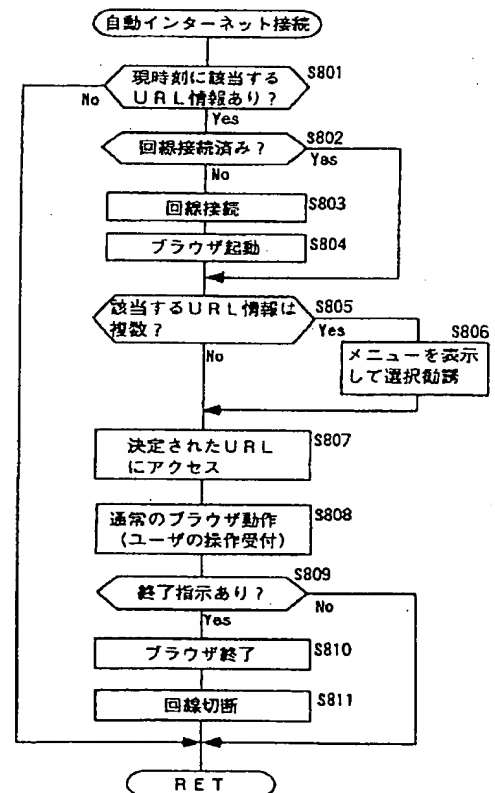 自動インターネット接続
S801
現時刻に該当する
URL情報あり?
No
Yes
S802
回線接続済み?
Yes
No
回線接続
S803
ブラウザ起動
S804
S805
該当するURL情報は
複数?
Yes
S806
No
メニューを表示
して選択勧誘
決定されたURL
にアクセス
S807
通常のブラウザ動作
(ユーザの操作受付)
S808
S809
終了指示あり?
No
Yes
ブラウザ終了
S810
回線切断
S811
RET